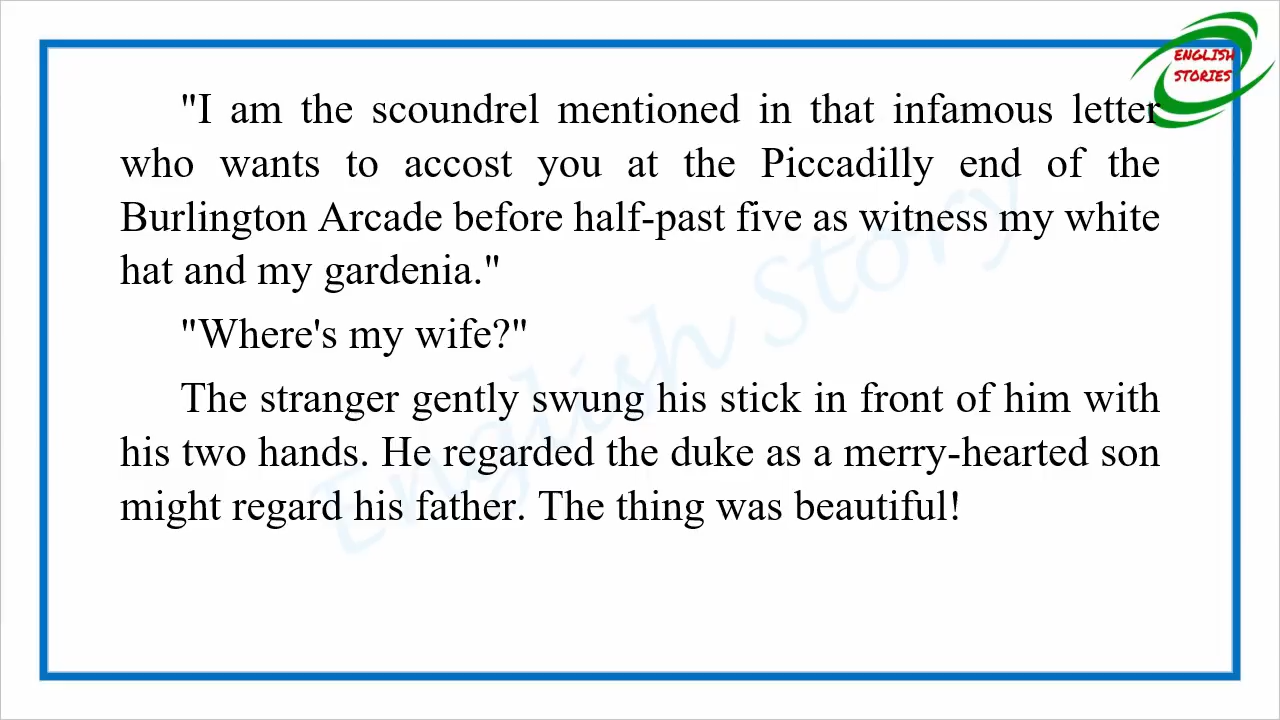 ENGLISH
STORIES
"I am the scoundrel mentioned in that infamous letter
who wants to accost you at the Piccadilly end of the
Burlington Arcade before half-past five as witness my white
hat and my gardenia."
"Where's my wife?"
The stranger gently swung his stick in front of him with
his two hands. He regarded the duke as a merry-hearted son
might regard his father. The thing was beautiful!
English Story